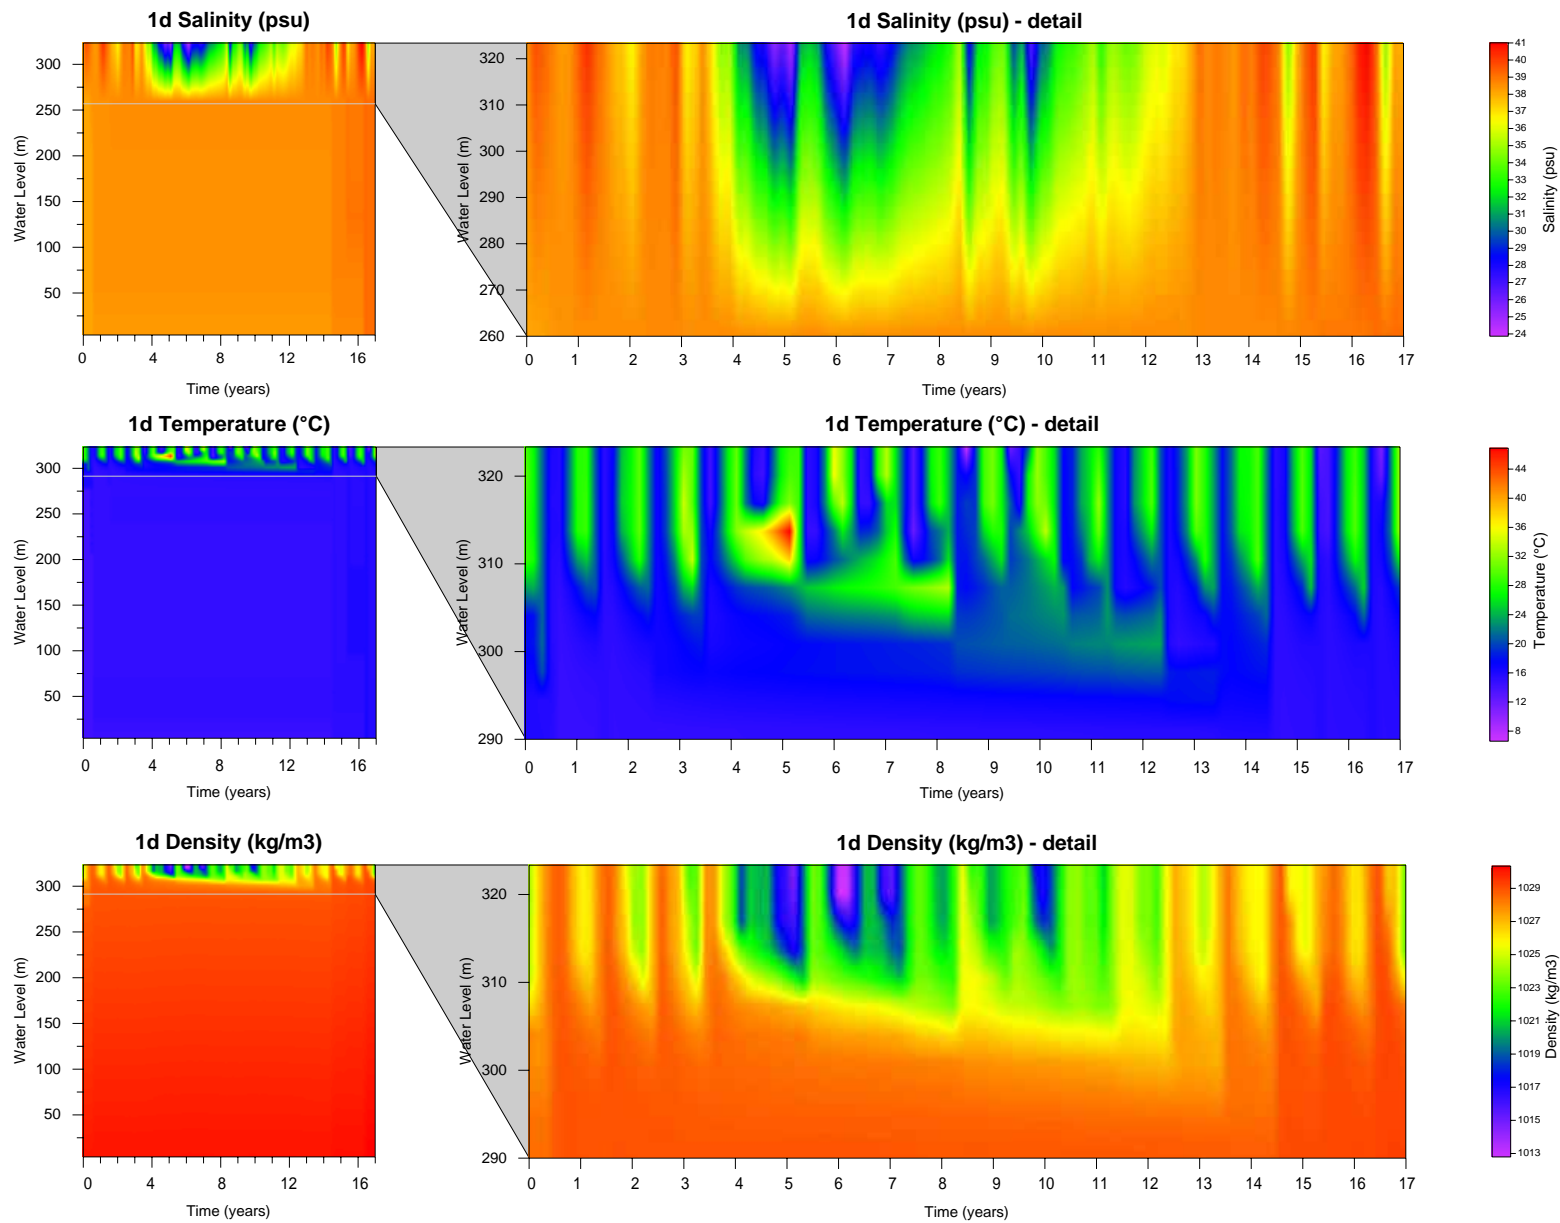 1d Salinity (psu)
1d Salinity (psu) - detail
Water Level (m)
300
250
200
150
100
50
0 4 8 12 16
Time (years)
Water Level (m)
320
310
300
290
280
270
260
0 1 2 3 4 5 6 7 8 9 10 11 12 13 14 15 16 17
Time (years)
41
40
39
38
37
36
35
34
33
32
31
30
29
28
27
26
25
24
Salinity (psu)
1d Temperature (°C)
1d Temperature (°C) - detail
Water Level (m)
300
250
200
150
100
50
0 4 8 12 16
Time (years)
Water Level (m)
320
310
300
290
0 1 2 3 4 5 6 7 8 9 10 11 12 13 14 15 16 17
Time (years)
44
40
36
32
28
24
20
16
12
8
Temperature (°C)
1d Density (kg/m3)
1d Density (kg/m3) - detail
Water Level (m)
300
250
200
150
100
50
0 4 8 12 16
Time (years)
Water Level (m)
320
310
300
290
0 1 2 3 4 5 6 7 8 9 10 11 12 13 14 15 16 17
Time (years)
1029
1027
1025
1023
1021
1019
1017
1015
1013
Density (kg/m3)